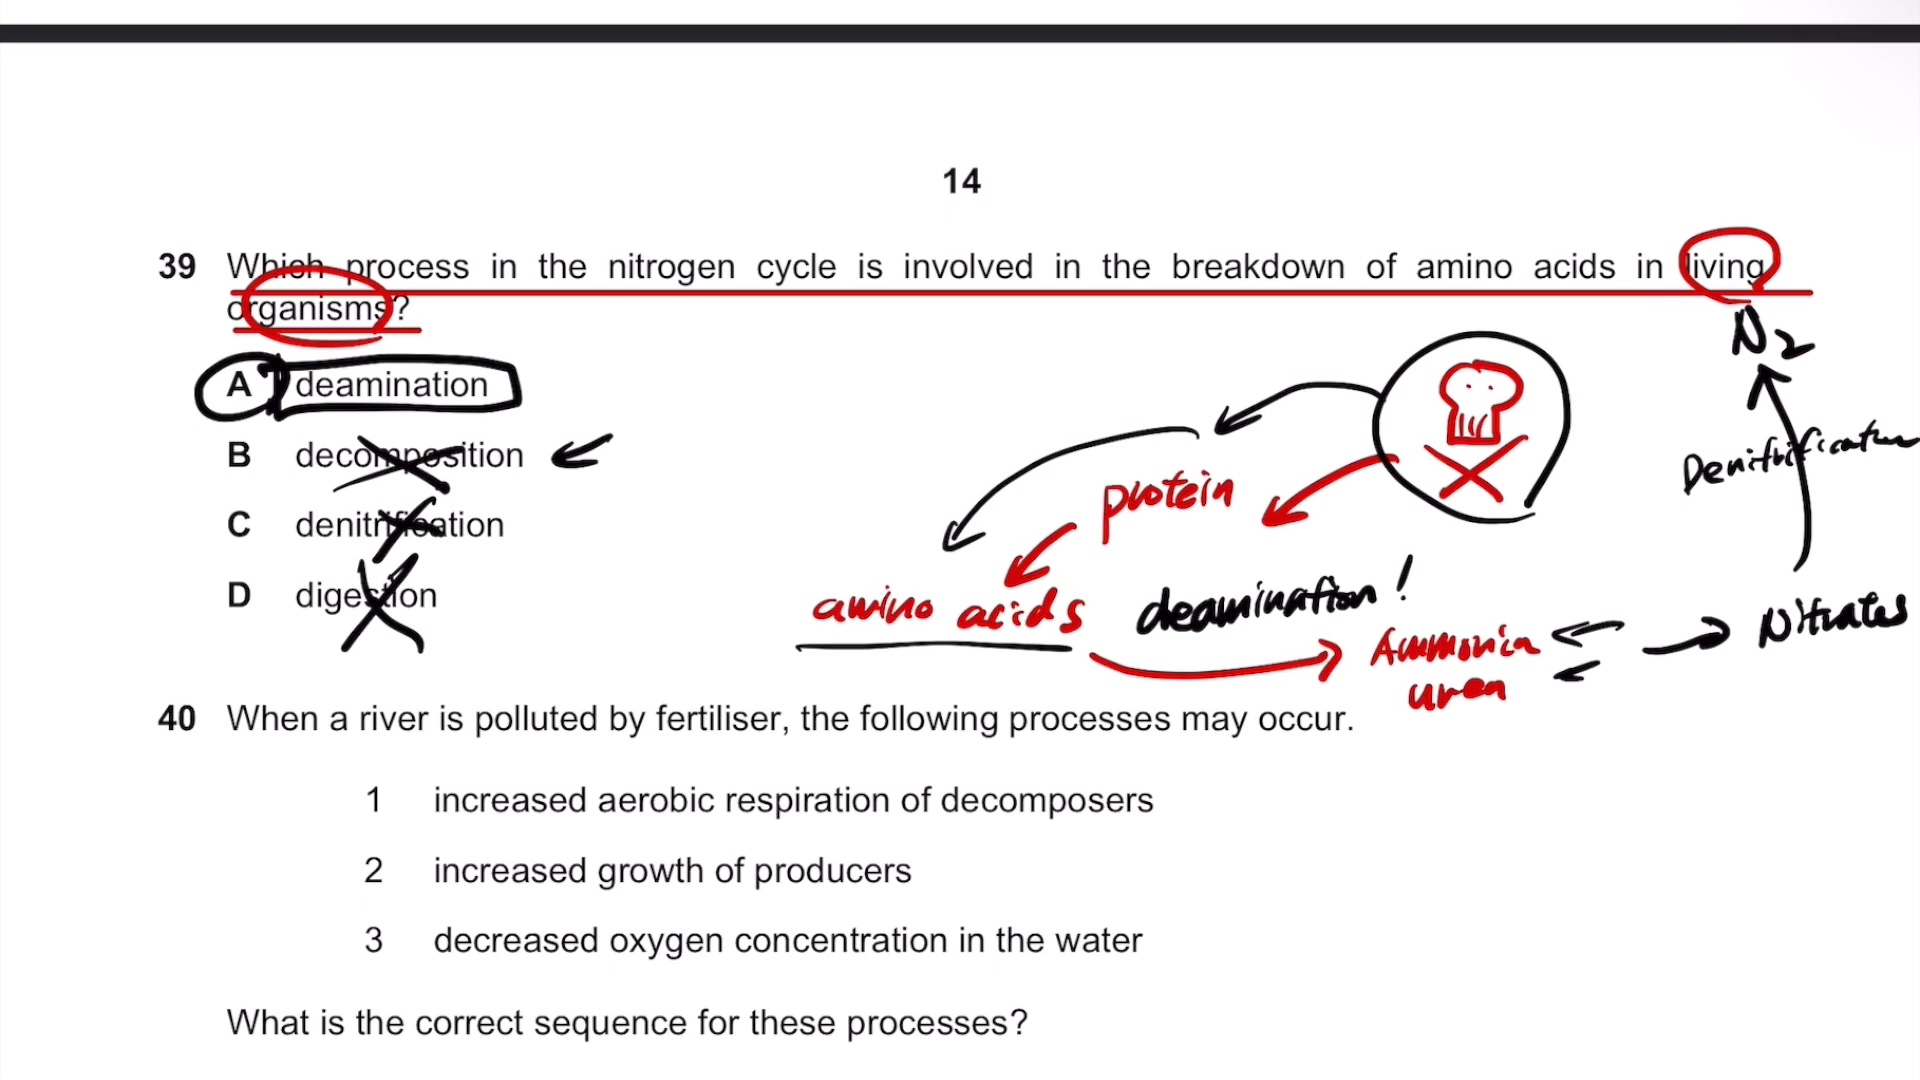 14
39 Which process in the nitrogen cycle is involved in the breakdown of amino acids in living
organisms?
N2
A deamination
B decomposition
Denitrification
protein
C denitrification
D digestion
amino acids deamination! Ammonia Nitrates
urea
40 When a river is polluted by fertiliser, the following processes may occur.
1 increased aerobic respiration of decomposers
2 increased growth of producers
3 decreased oxygen concentration in the water
What is the correct sequence for these processes?